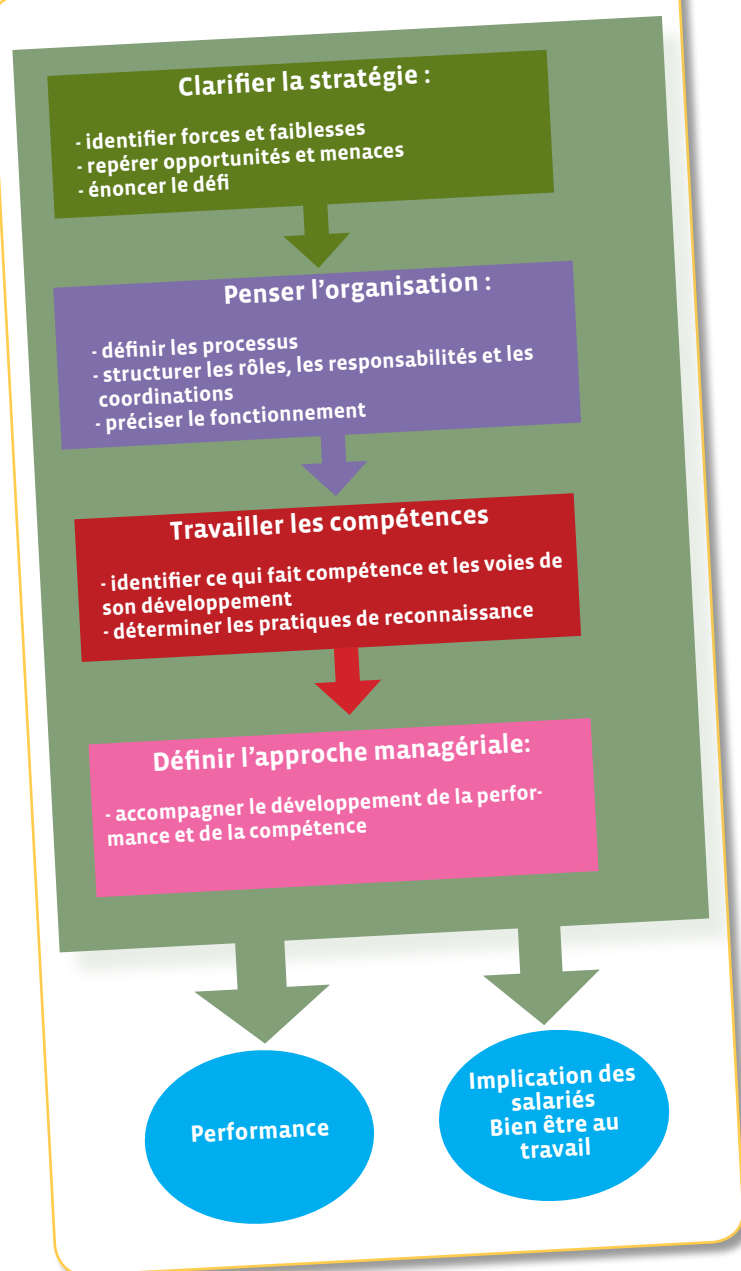 Clarifier la stratégie :
- identifier forces et faiblesses
- repérer opportunités et menaces
- énoncer le défi
Penser l’organisation :
- définir les processus
- structurer les rôles, les responsabilités et les
coordinations
- préciser le fonctionnement
Travailler les compétences
- identifier ce qui fait compétence et les voies de
son développement
- déterminer les pratiques de reconnaissance
Définir l’approche managériale:
- accompagner le développement de la perfor-
mance et de la compétence
Performance
Implication des
salariés
Bien être au
travail